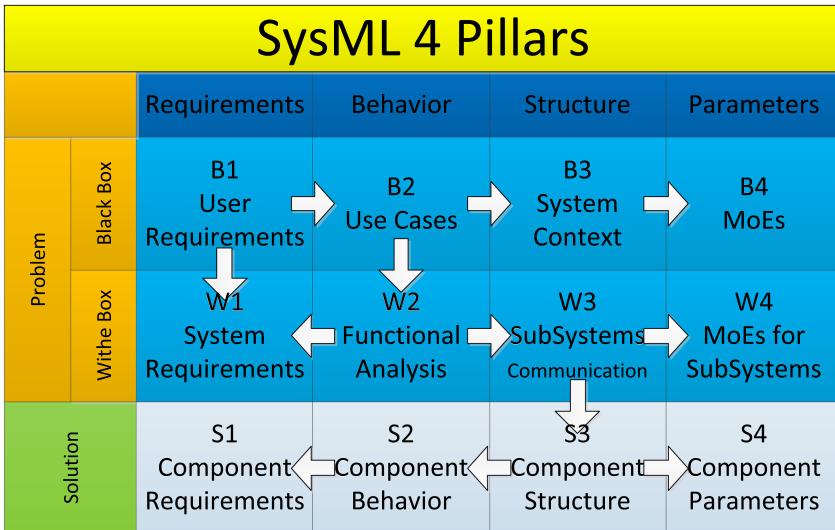 SysML 4 Pillars
Requirements
Behavior
Structure
Parameters
Problem
Black Box
B1
User
Requirements
B2
Use Cases
B3
System
Context
B4
MoEs
Withe Box
W1
System
Requirements
W2
Functional
Analysis
W3
SubSystems
Communication
W4
MoEs for
SubSystems
Solution
S1
Component
Requirements
S2
Component
Behavior
S3
Component
Structure
S4
Component
Parameters